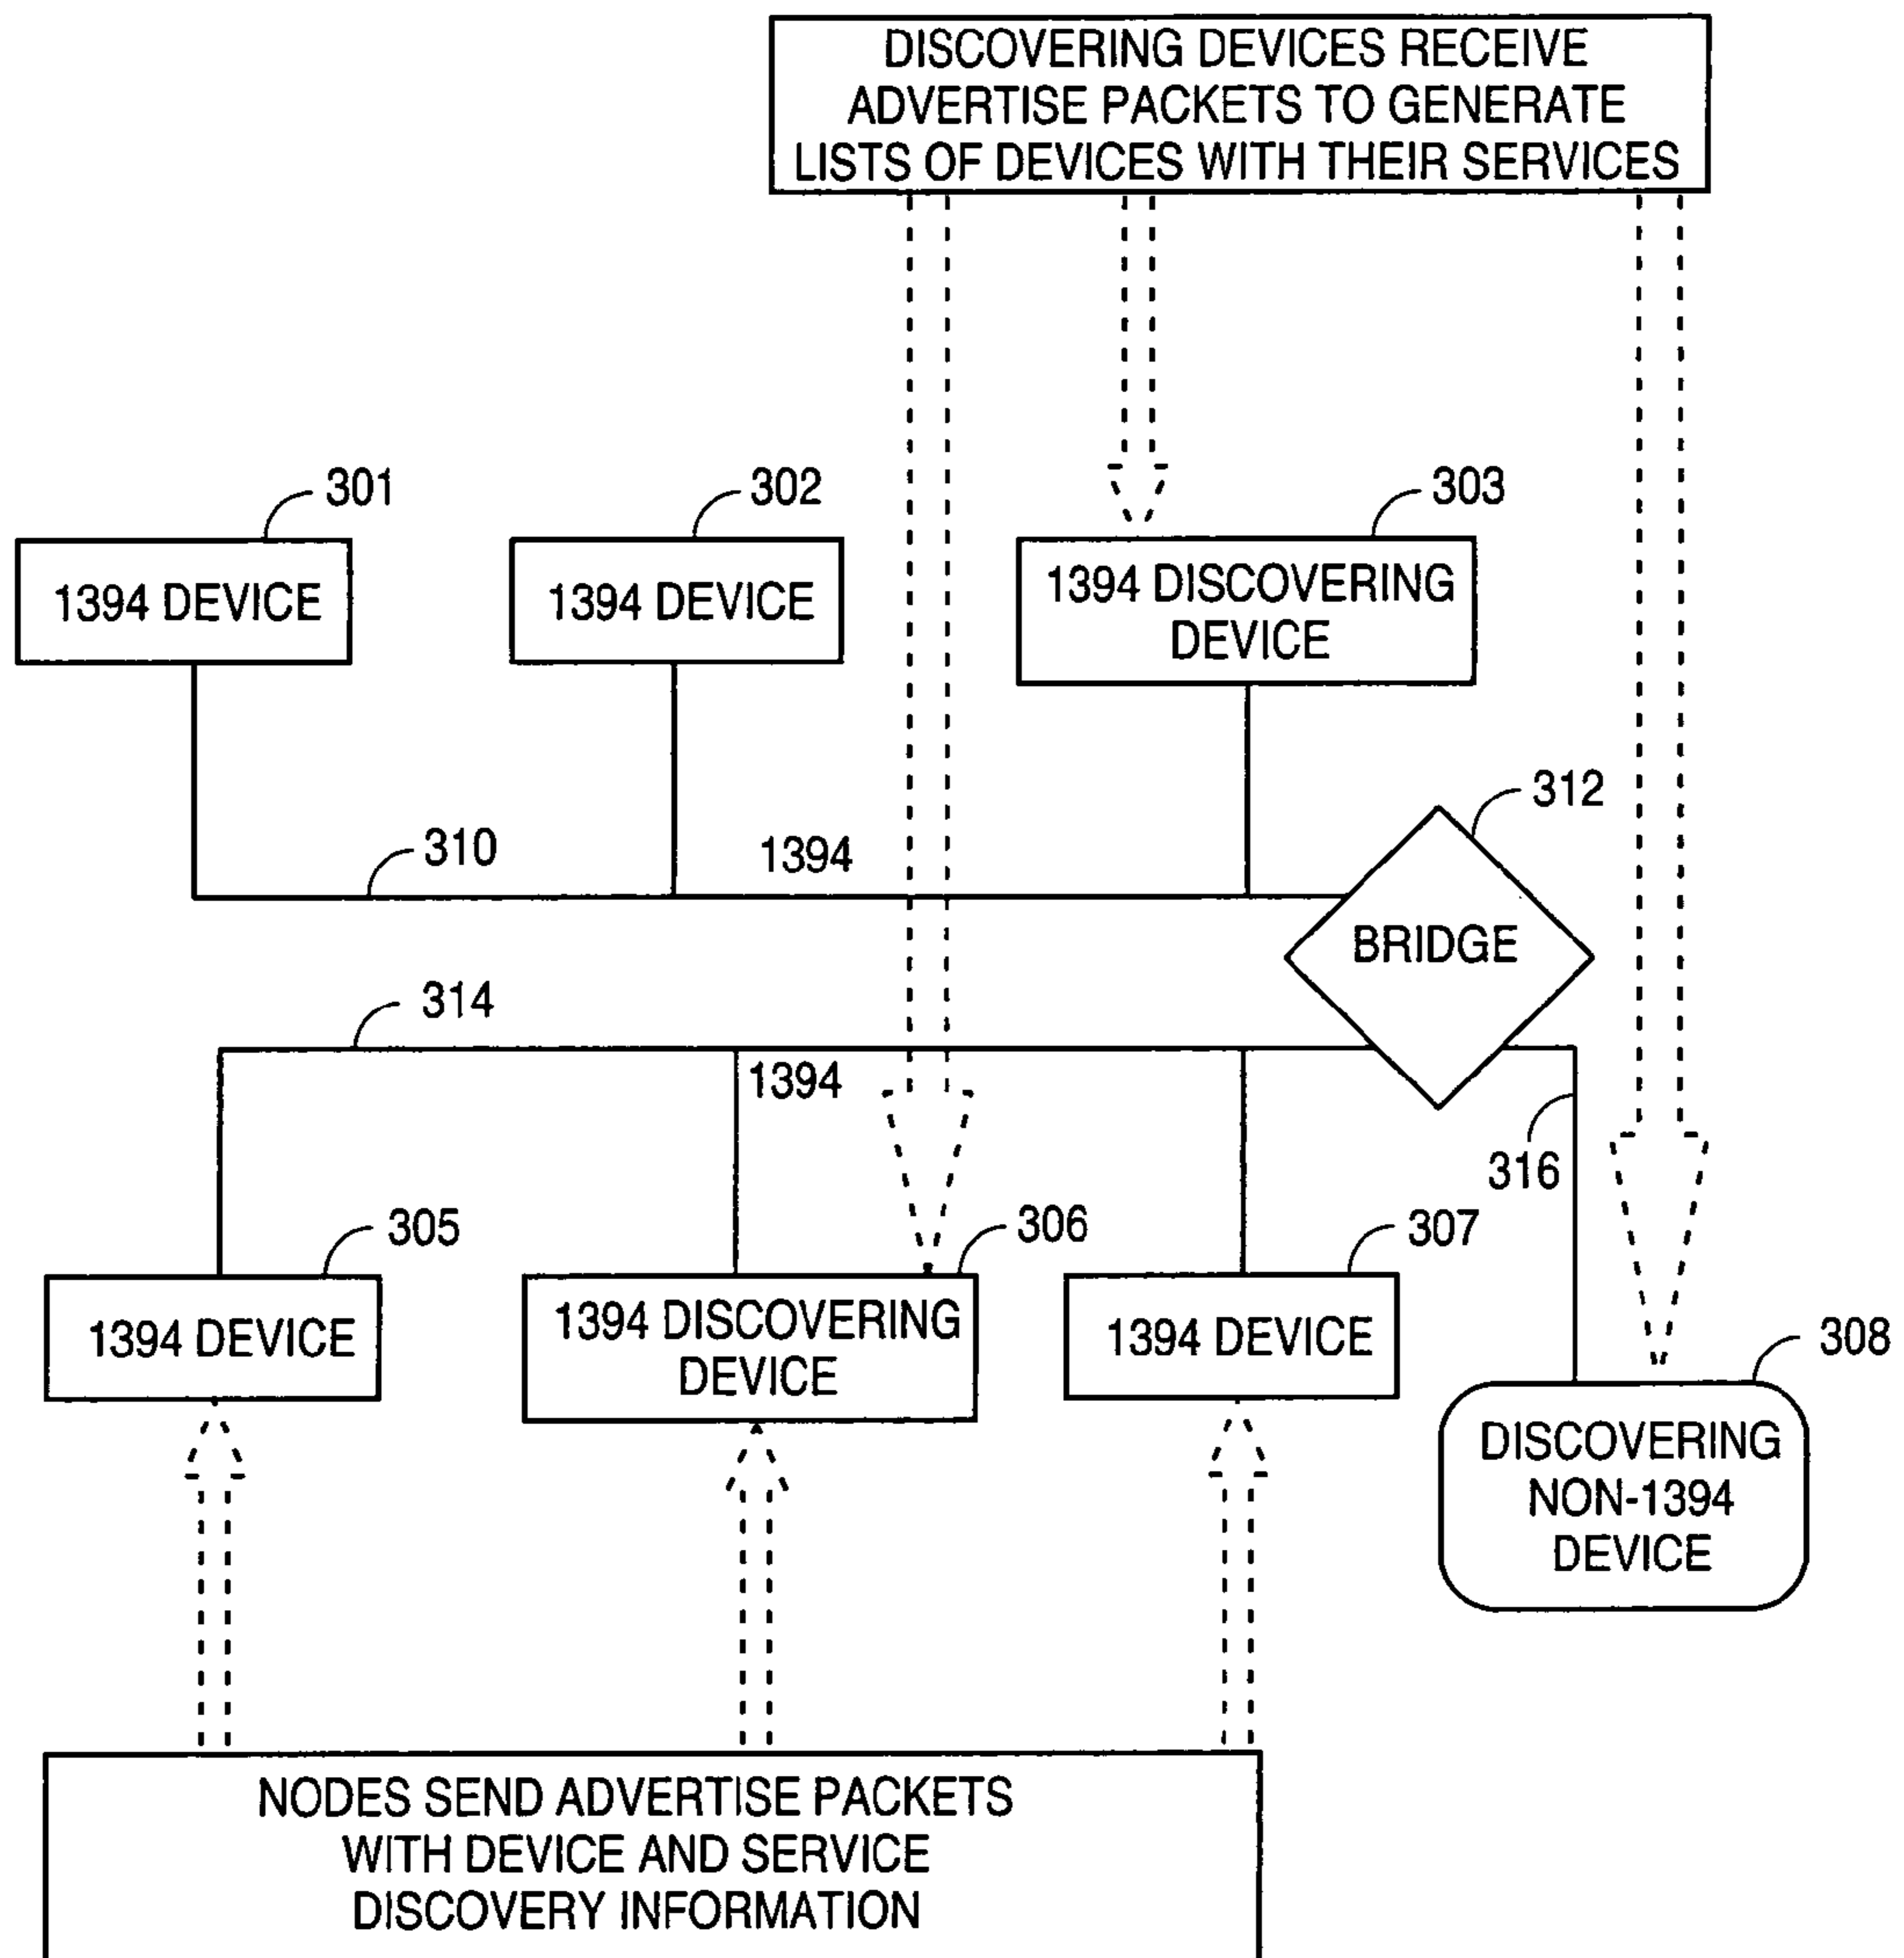 DISCOVERING DEVICES RECEIVE
ADVERTISE PACKETS TO GENERATE
LISTS OF DEVICES WITH THEIR SERVICES
301
302
303
1394 DEVICE
1394 DEVICE
1394 DISCOVERING
DEVICE
312
310
1394
BRIDGE
314
1394
316
305
306
307
308
1394 DEVICE
1394 DISCOVERING
DEVICE
1394 DEVICE
DISCOVERING
NON-1394
DEVICE
NODES SEND ADVERTISE PACKETS
WITH DEVICE AND SERVICE
DISCOVERY INFORMATION